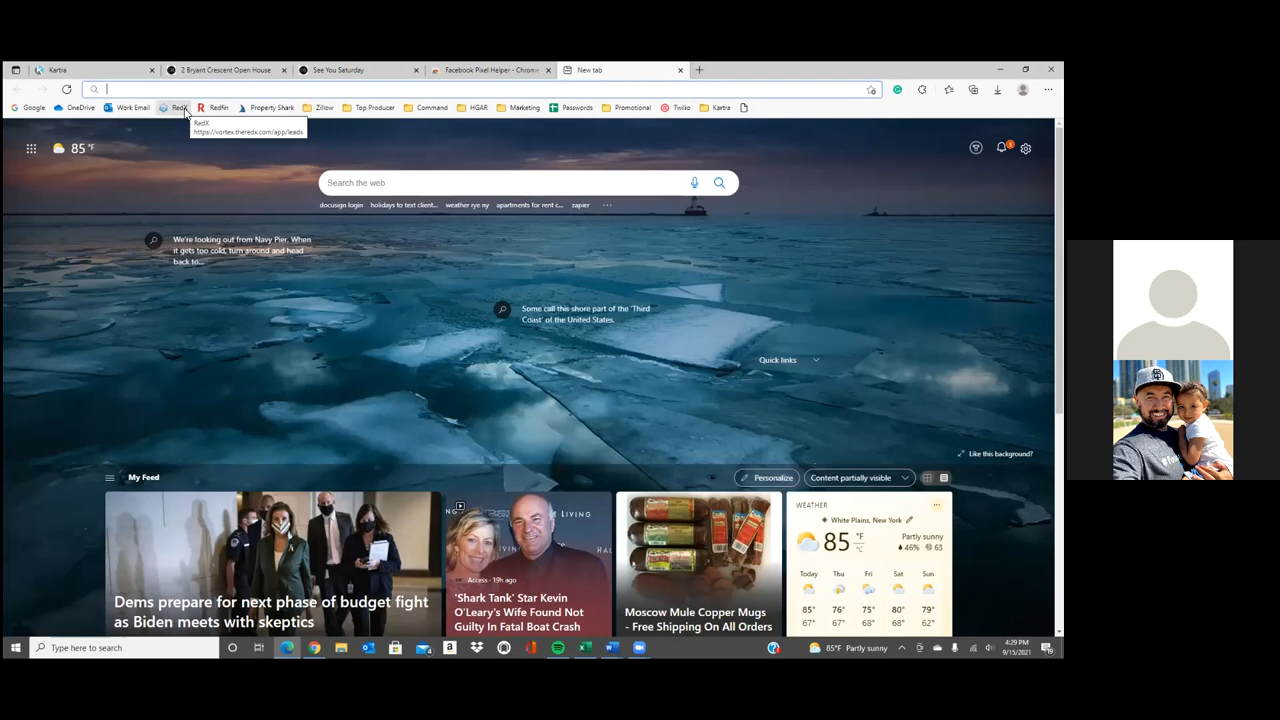 Kartra
2 Bryant Crescent Open House
See You Saturday
Facebook Pixel Helper - Chrome
New tab
Google
OneDrive
Work Email
RedX
Redfin
Property Shark
Zillow
Top Producer
Command
HGAR
Marketing
Passwords
Promotional
Twilio
Kartra
RedX
https://vortex.theredx.com/app/leads
85 °F
5
Search the web
docusign login
holidays to text client...
weather rye ny
apartments for rent c...
zapier
...
We're looking out from Navy Pier. When
it gets too cold, turn around and head
back to...
Some call this shore part of the 'Third
Coast' of the United States.
Quick links
Like this background?
My Feed
Personalize
Content partially visible
Dems prepare for next phase of budget fight
as Biden meets with skeptics
LIVING
Access · 19h ago
'Shark Tank' Star Kevin
O'Leary's Wife Found Not
Guilty In Fatal Boat Crash
Moscow Mule Copper Mugs
- Free Shipping On All Orders
WEATHER
White Plains, New York
85 °F
°C
Partly sunny
46% 63
Today Thu Fri Sat Sun
85° 76° 75° 80° 79°
67° 67° 68° 68° 62°
Type here to search
85°F Partly sunny
4:29 PM
9/15/2021